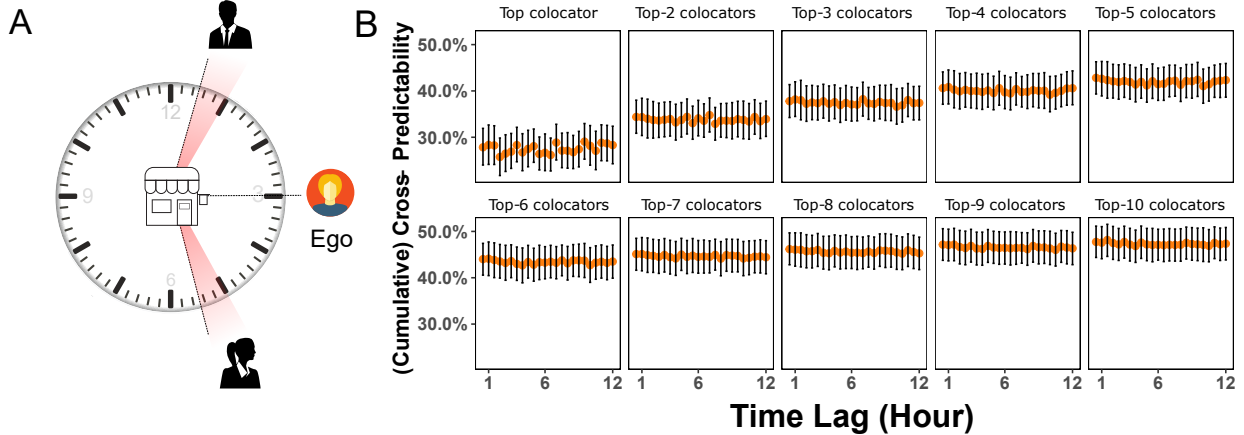 A
12
3
6
9
Ego
B
(Cumulative) Cross- Predictability
Top colocator
Top-2 colocators
Top-3 colocators
Top-4 colocators
Top-5 colocators
50.0%
40.0%
30.0%
Top-6 colocators
Top-7 colocators
Top-8 colocators
Top-9 colocators
Top-10 colocators
50.0%
40.0%
30.0%
1 6 12
1 6 12
1 6 12
1 6 12
1 6 12
Time Lag (Hour)